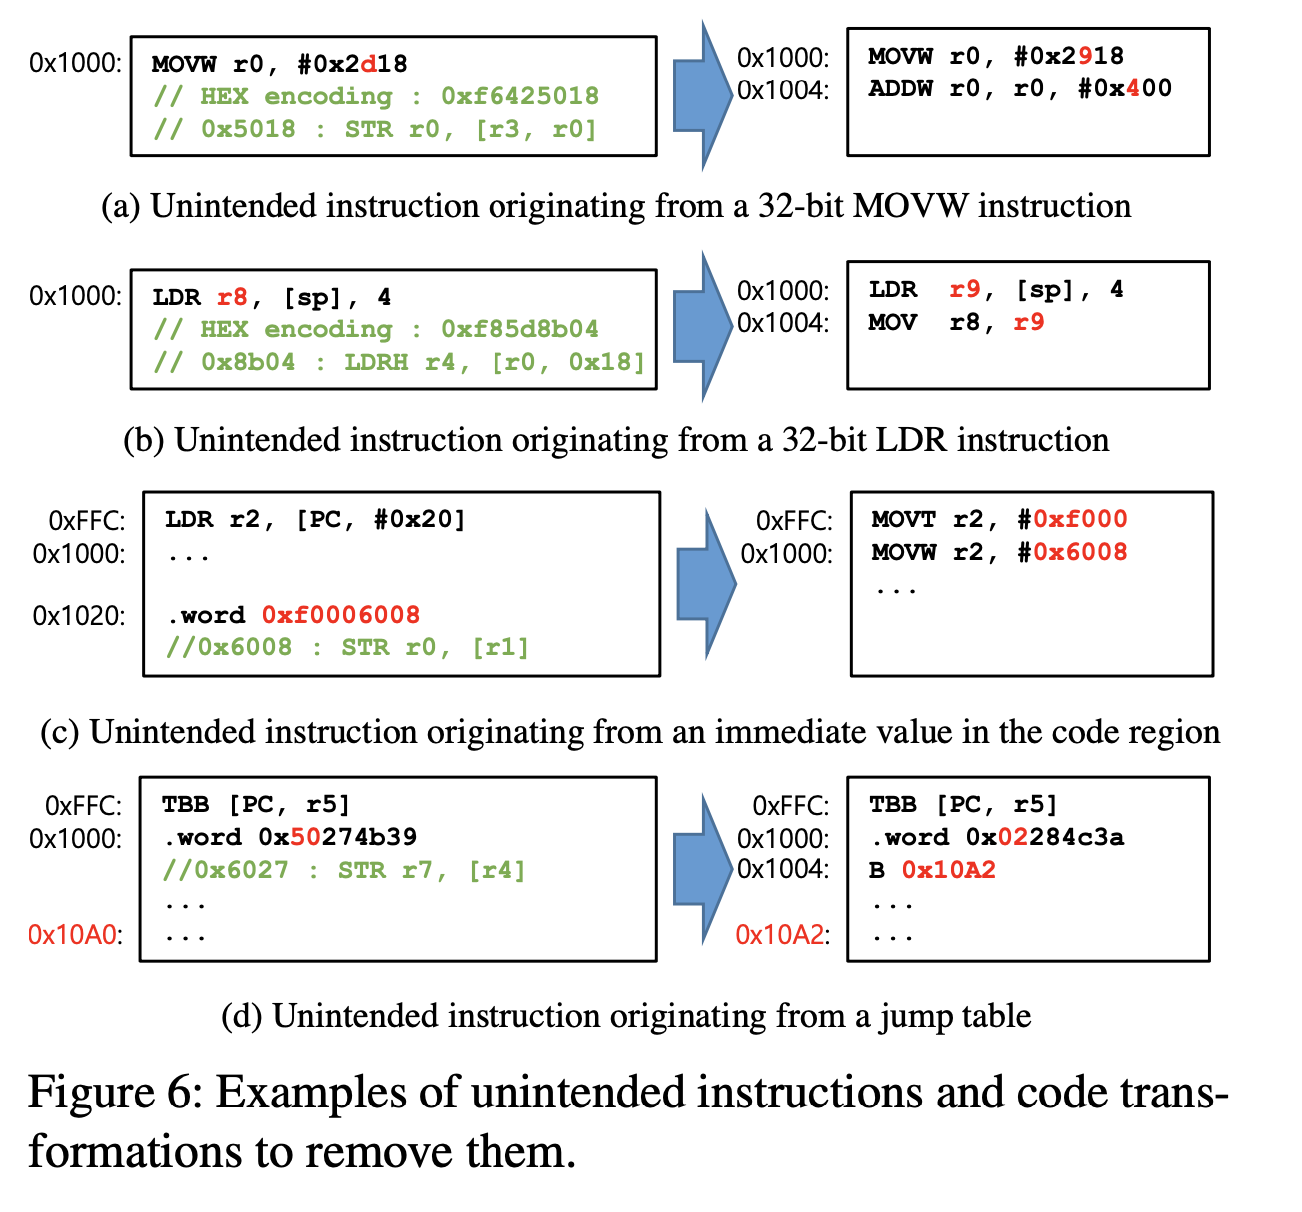 0x1000: MOVW r0, #0x2d18
// HEX encoding : 0xf6425018
// 0x5018 : STR r0, [r3, r0]
0x1000: MOVW r0, #0x2918
0x1004: ADDW r0, r0, #0x400
(a) Unintended instruction originating from a 32-bit MOVW instruction
0x1000: LDR r8, [sp], 4
// HEX encoding : 0xf85d8b04
// 0x8b04 : LDRH r4, [r0, 0x18]
0x1000: LDR r9, [sp], 4
0x1004: MOV r8, r9
(b) Unintended instruction originating from a 32-bit LDR instruction
0xFFC: LDR r2, [PC, #0x20]
0x1000: ...
0x1020: .word 0xf0006008
//0x6008 : STR r0, [r1]
0xFFC: MOVT r2, #0xf000
0x1000: MOVW r2, #0x6008
...
(c) Unintended instruction originating from an immediate value in the code region
0xFFC: TBB [PC, r5]
0x1000: .word 0x50274b39
//0x6027 : STR r7, [r4]
...
0x10A0: ...
0xFFC: TBB [PC, r5]
0x1000: .word 0x02284c3a
0x1004: B 0x10A2
...
0x10A2: ...
(d) Unintended instruction originating from a jump table
Figure 6: Examples of unintended instructions and code trans-
formations to remove them.